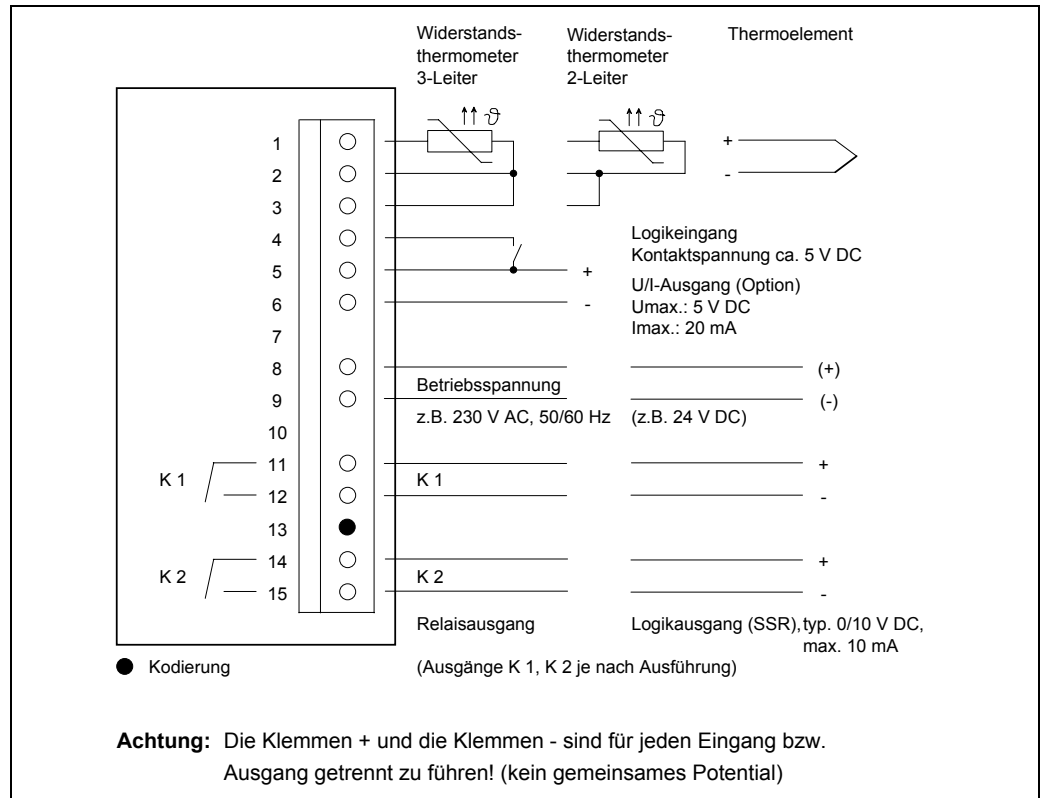 Widerstands-
thermometer
3-Leiter
Widerstands-
thermometer
2-Leiter
Thermoelement
ϑ
ϑ
1
+
2
-
3
4
Logikeingang
Kontaktspannung ca. 5 V DC
5
+
U/I-Ausgang (Option)
6
-
Umax.: 5 V DC
Imax.: 20 mA
7
8
(+)
Betriebsspannung
9
(-)
z.B. 230 V AC, 50/60 Hz
(z.B. 24 V DC)
10
11
+
K 1
K 1
12
-
13
14
+
K 2
K 2
15
-
Relaisausgang
Logikausgang (SSR), typ. 0/10 V DC,
max. 10 mA
Kodierung
(Ausgänge K 1, K 2 je nach Ausführung)
Achtung: Die Klemmen + und die Klemmen - sind für jeden Eingang bzw.
Ausgang getrennt zu führen! (kein gemeinsames Potential)